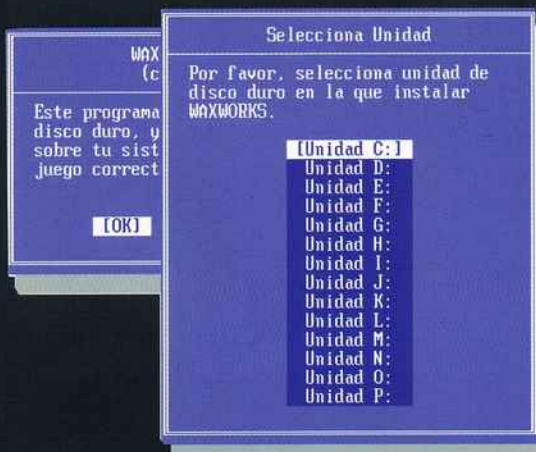 WAX
(c
Este programa
disco duro, y
sobre tu sist
juego correct
[OK]
Selecciona Unidad
Por favor, selecciona unidad de
disco duro en la que instalar
WAXWORKS.
[Unidad C:]
Unidad D:
Unidad E:
Unidad F:
Unidad G:
Unidad H:
Unidad I:
Unidad J:
Unidad K:
Unidad L:
Unidad M:
Unidad N:
Unidad O:
Unidad P: